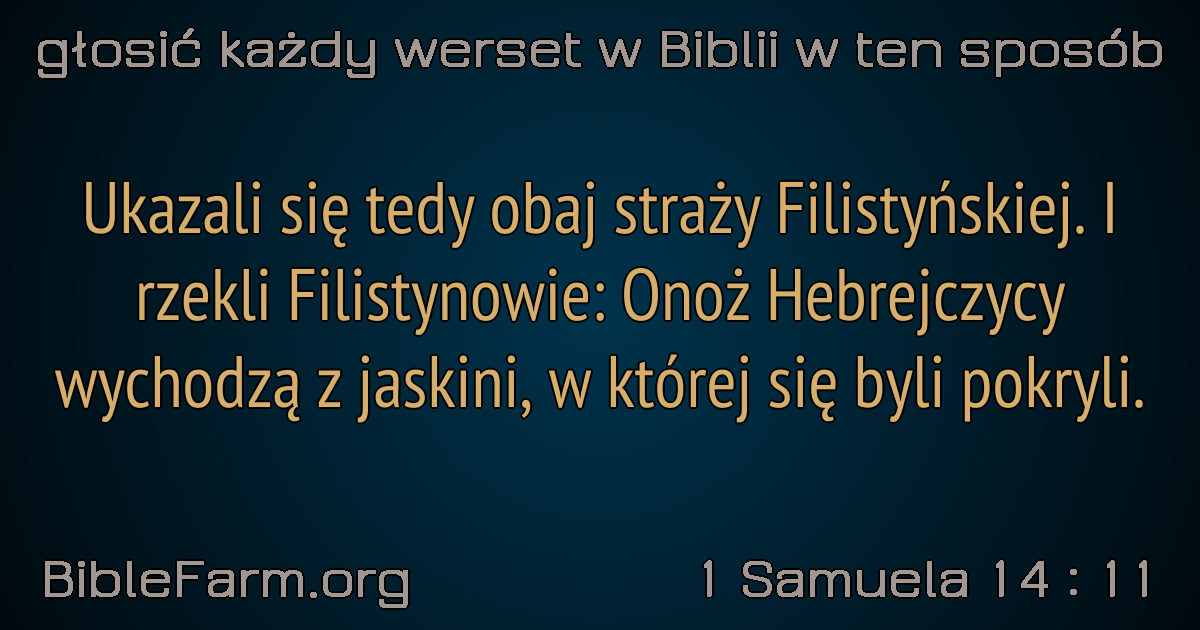 głosić każdy werset w Biblii w ten sposób
Ukazali się tedy obaj straży Filistyńskiej. I
rzekli Filistynowie: Onoż Hebrejczycy
wychodzą z jaskini, w której się byli pokryli.
BibleFarm.org
1 Samuela 14 : 11